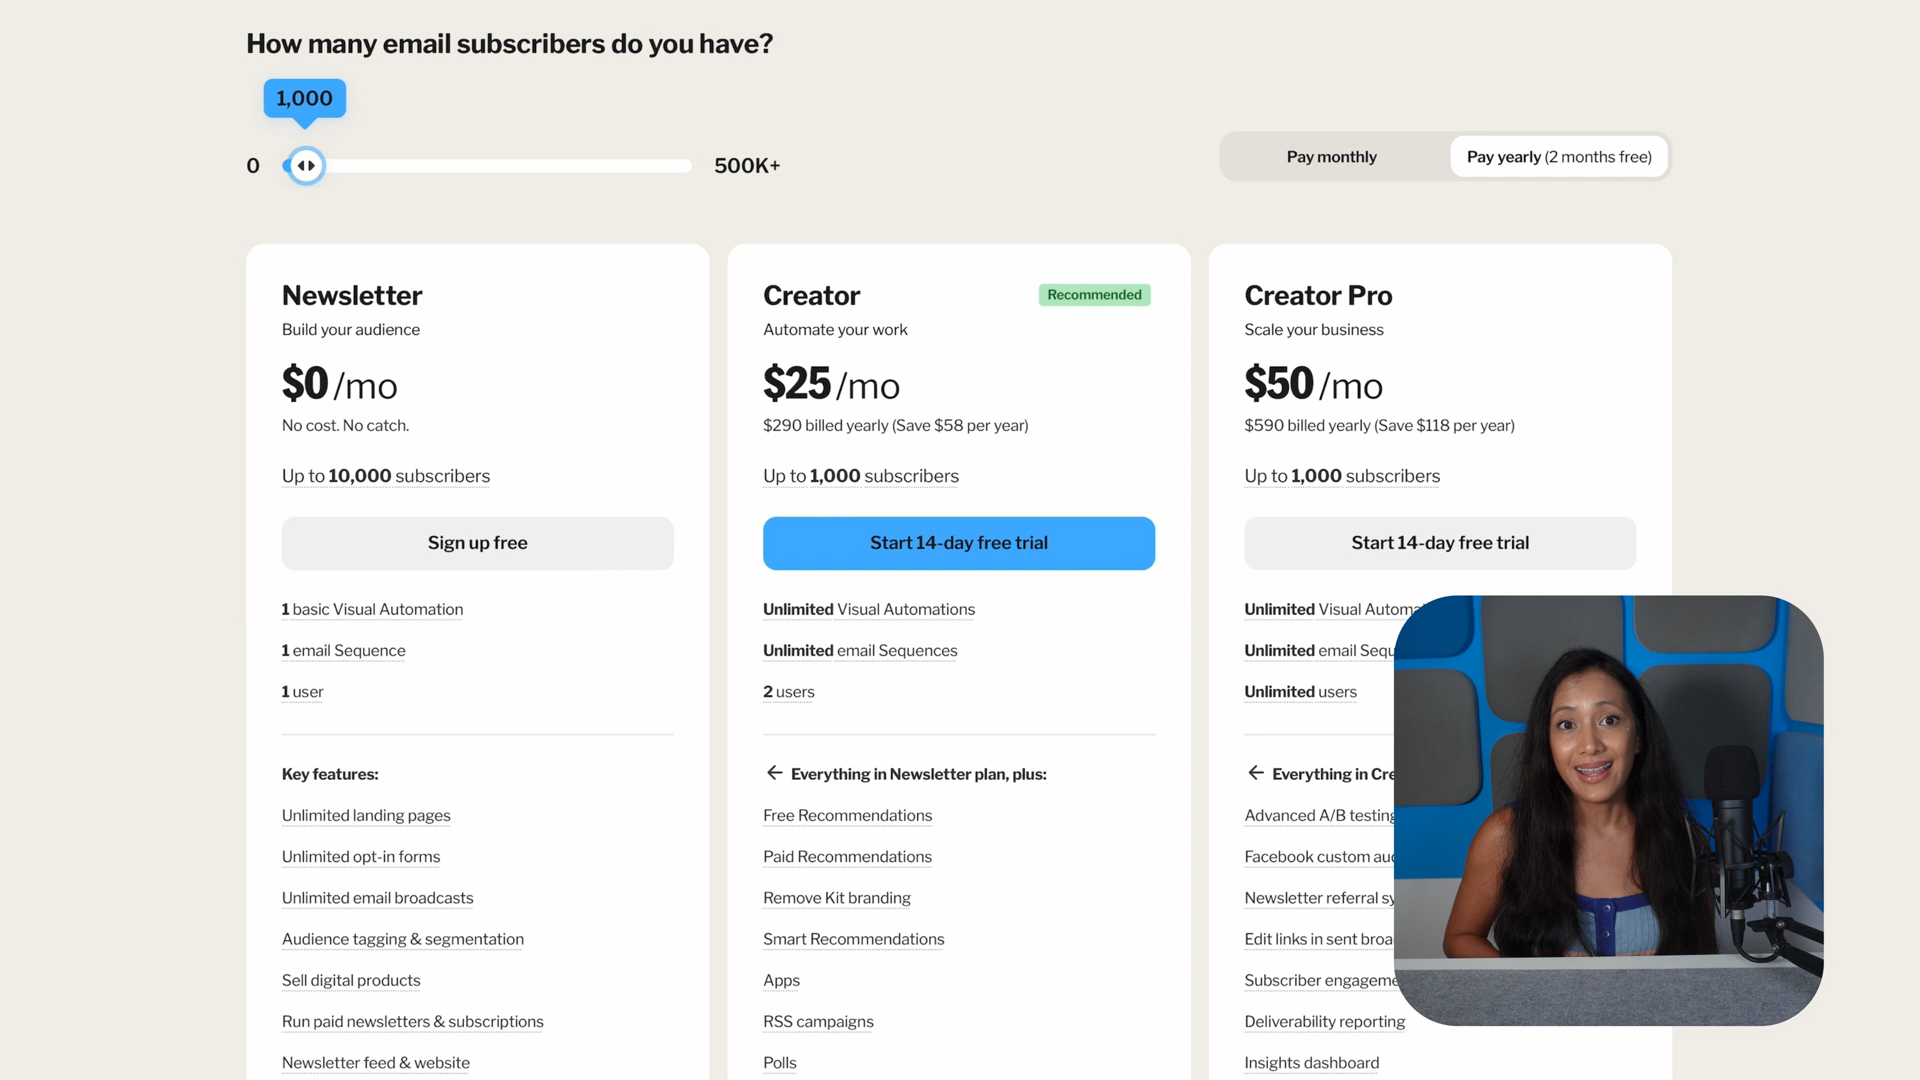 How many email subscribers do you have?
1,000
0
500K+
Pay monthly
Pay yearly (2 months free)
Newsletter
Build your audience
$0/mo
No cost. No catch.
Up to 10,000 subscribers
Sign up free
1 basic Visual Automation
1 email Sequence
1 user
Key features:
Unlimited landing pages
Unlimited opt-in forms
Unlimited email broadcasts
Audience tagging & segmentation
Sell digital products
Run paid newsletters & subscriptions
Newsletter feed & website
Creator
Recommended
Automate your work
$25/mo
$290 billed yearly (Save $58 per year)
Up to 1,000 subscribers
Start 14-day free trial
Unlimited Visual Automations
Unlimited email Sequences
2 users
Everything in Newsletter plan, plus:
Free Recommendations
Paid Recommendations
Remove Kit branding
Smart Recommendations
Apps
RSS campaigns
Polls
Creator Pro
Scale your business
$50/mo
$590 billed yearly (Save $118 per year)
Up to 1,000 subscribers
Start 14-day free trial
Unlimited Visual
Unlimited email
Unlimited users
Everything in
Advanced A/B testing
Facebook custom
Newsletter referral
Edit links in sent
Subscriber
Deliverability reporting
Insights dashboard